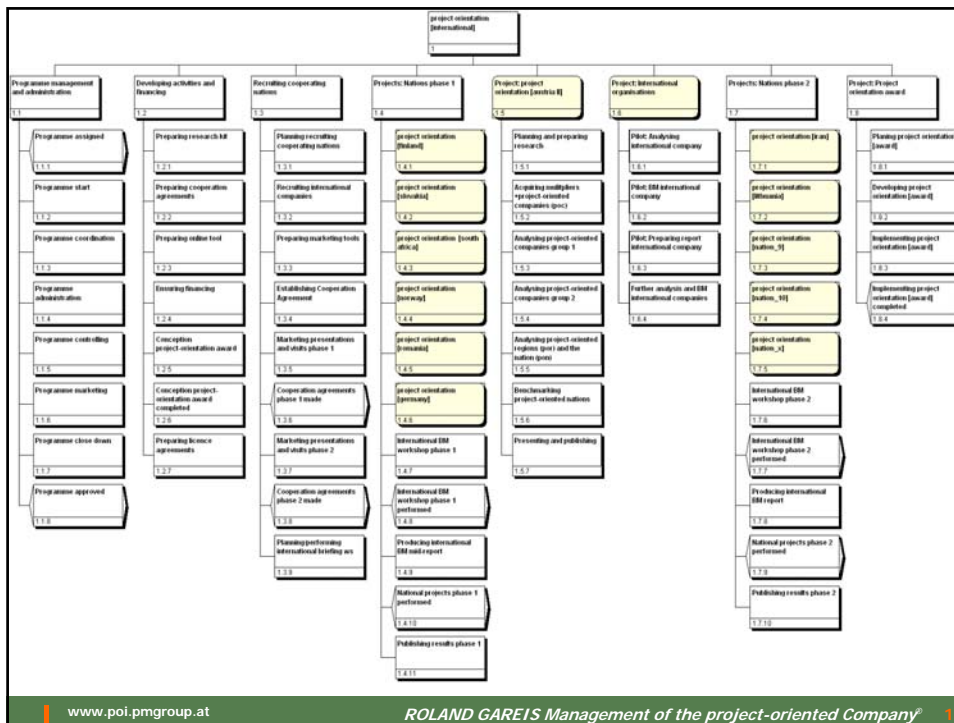 project orientation
[international]
1
Programme management
and administration
1.1
Programme assigned
1.1.1
Programme start
1.1.2
Programme coordination
1.1.3
Programme
administration
1.1.4
Programme controlling
1.1.5
Programme marketing
1.1.6
Programme close down
1.1.7
Programme approved
1.1.8
Developing activities and
financing
1.2
Preparing research kit
1.2.1
Preparing cooperation
agreements
1.2.2
Preparing online tool
1.2.3
Ensuring financing
1.2.4
Conception
project-orientation award
1.2.5
Conception project-
orientation award
completed
1.2.6
Preparing licence
agreements
1.2.7
Recruiting cooperating
nations
1.3
Planning recruiting
cooperating nations
1.3.1
Recruiting international
companies
1.3.2
Preparing marketing tools
1.3.3
Establishing Cooperation
Agreement
1.3.4
Marketing presentations
and visits phase 1
1.3.5
Cooperation agreements
phase 1 made
1.3.6
Marketing presentations
and visits phase 2
1.3.7
Cooperation agreements
phase 2 made
1.3.8
Planning/performing
international briefing ws
1.3.9
Projects: Nations phase 1
1.4
project orientation
[finland]
1.4.1
project orientation
[slovakia]
1.4.2
project orientation [south
africa]
1.4.3
project orientation
[norway]
1.4.4
project orientation
[romania]
1.4.5
project orientation
[germany]
1.4.6
International BM
workshop phase 1
1.4.7
International BM
workshop phase 1
performed
1.4.8
Producing international
BM mid-report
1.4.9
National projects phase 1
performed
1.4.10
Publishing results phase 1
1.4.11
Project: project
orientation [austria II]
1.5
Planning and preparing
research
1.5.1
Acquiring mulitpliers
+project-oriented
companies (poc)
1.5.2
Analysing project-oriented
companies group 1
1.5.3
Analysing project-oriented
companies group 2
1.5.4
Analysing project-oriented
regions (por) and the
nation (pon)
1.5.5
Benchmarking
project-oriented nations
1.5.6
Presenting and publishing
1.5.7
Project: International
organisations
1.6
Pilot: Analysing
international company
1.6.1
Pilot: BM international
company
1.6.2
Pilot: Preparing report
international company
1.6.3
Further analysis and BM
international companies
1.6.4
Projects: Nations phase 2
1.7
project orientation [iran]
1.7.1
project orientation
[lithuania]
1.7.2
project orientation
[nation_9]
1.7.3
project orientation
[nation_10]
1.7.4
project orientation
[nation_x]
1.7.5
International BM
workshop phase 2
1.7.6
International BM
workshop phase 2
performed
1.7.7
Producing international
BM report
1.7.8
National projects phase 2
performed
1.7.9
Publishing results phase 2
1.7.10
Project: Project
orientation award
1.8
Planing project orientation
[award]
1.8.1
Developing project
orientation [award]
1.8.2
Implementing project
orientation [award]
1.8.3
Implementing project
orientation [award]
completed
1.8.4
www.poi.pmgroup.at
ROLAND GAREIS Management of the project-oriented Company® 1